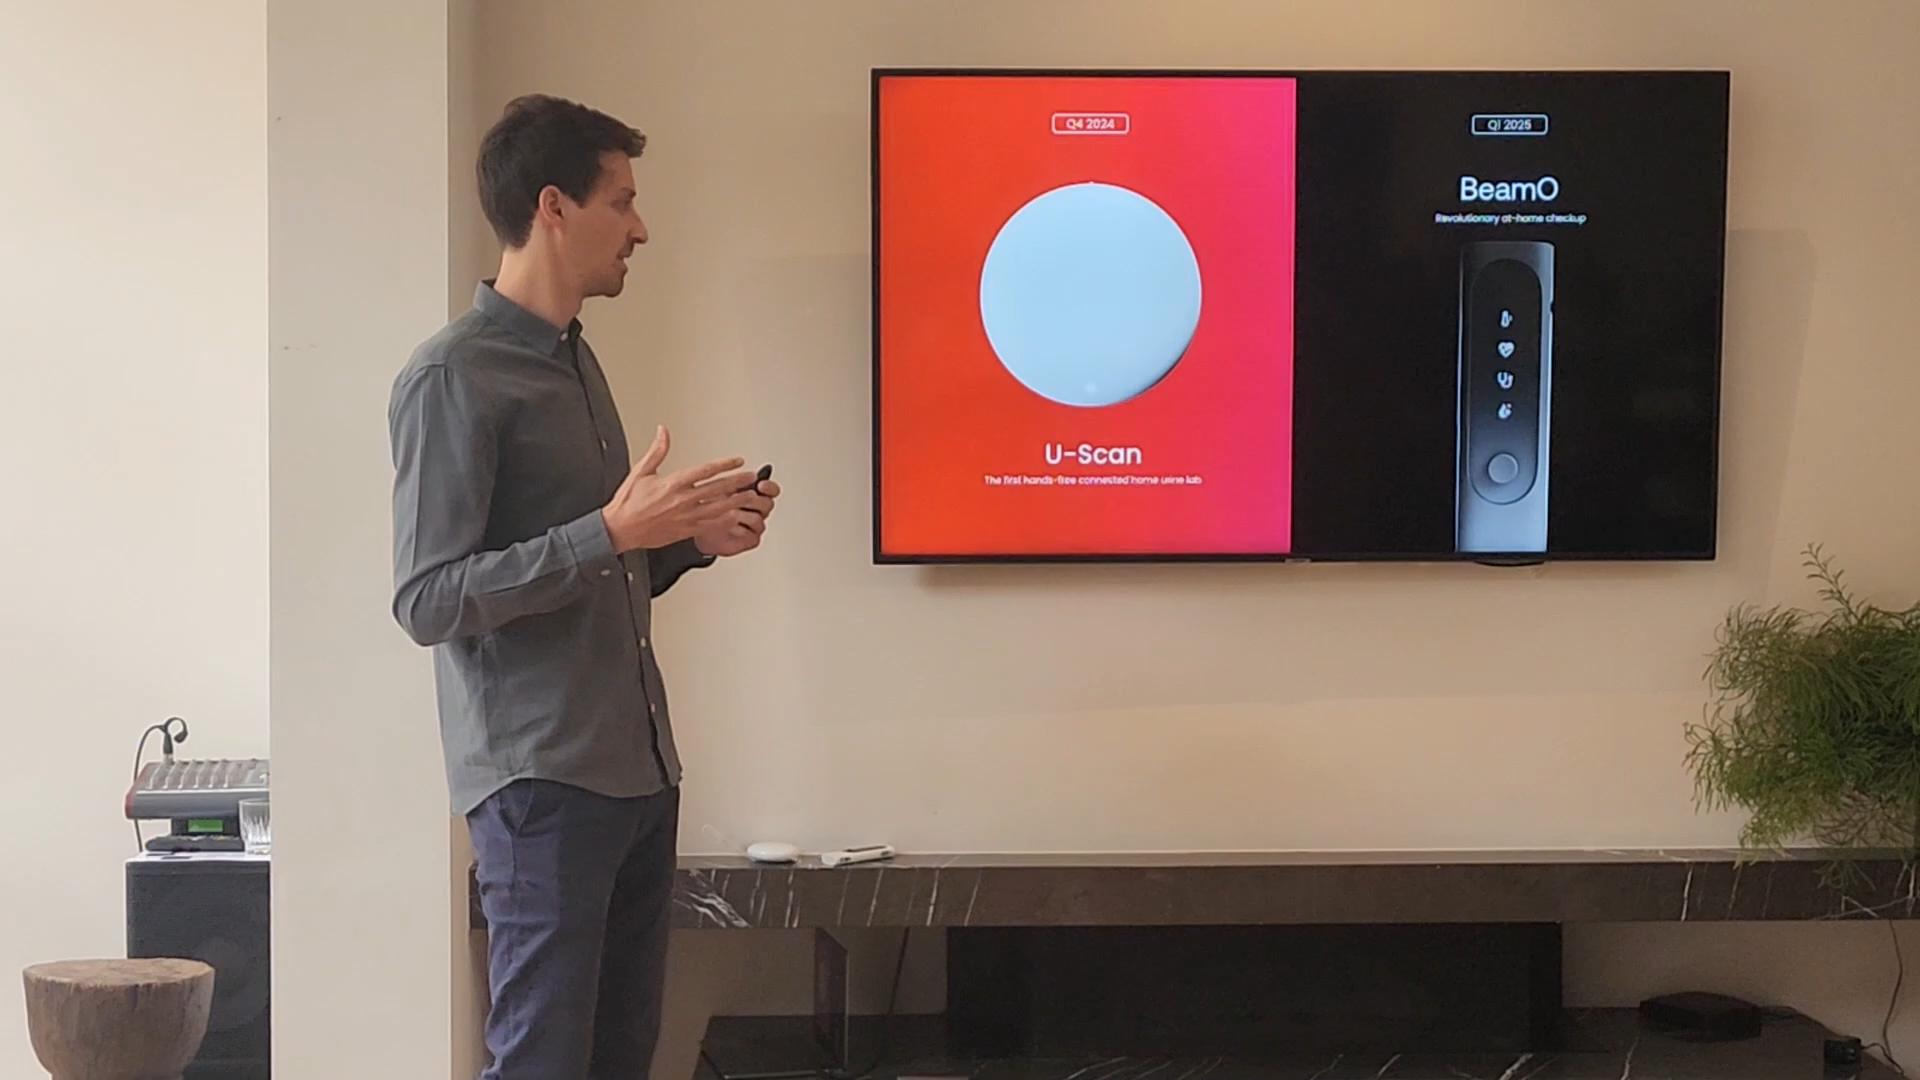 Q4 2024
U-Scan
The first hands-free connected home urine lab
Q1 2025
BeamO
Revolutionary at-home checkup